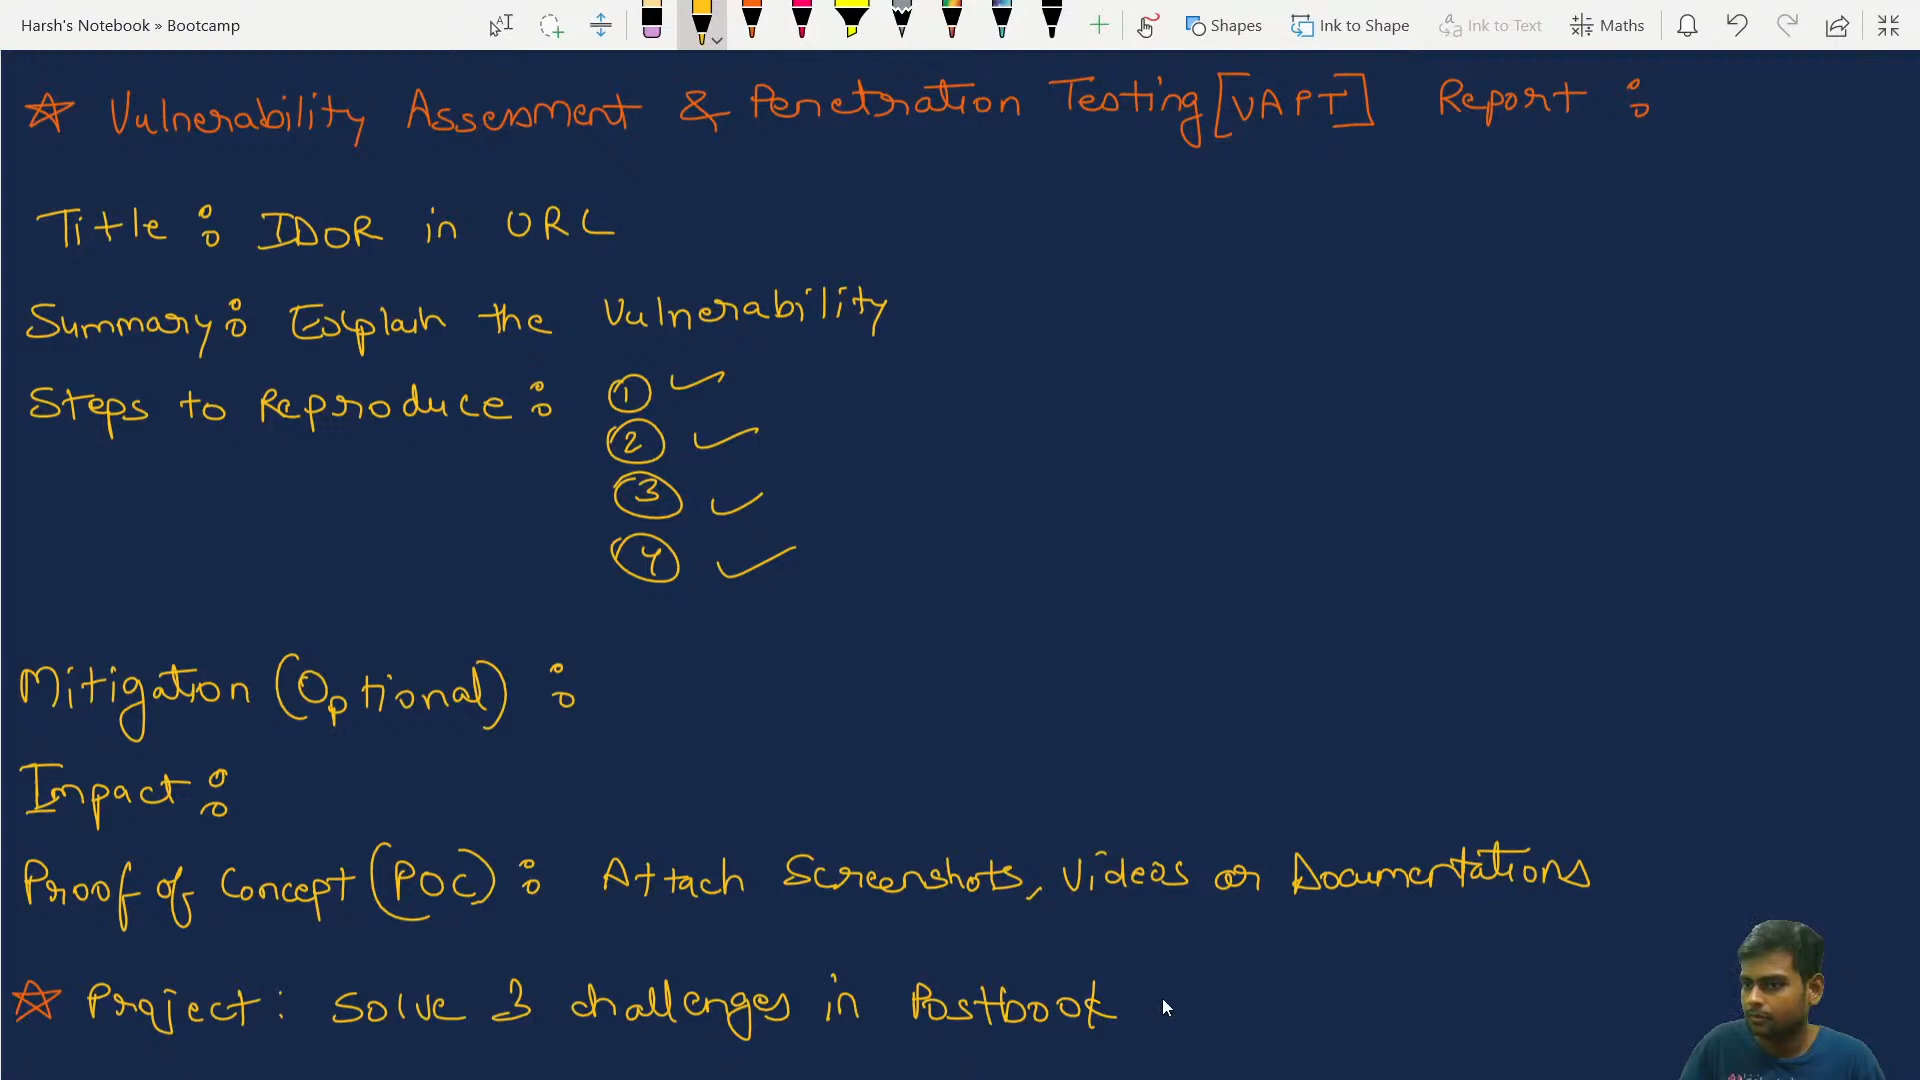 Harsh's Notebook » Bootcamp Shapes Ink to Shape Ink to Text Maths
Vulnerability Assessment & Penetration Testing [VAPT] Report :
Title : IDOR in URL
Summary : Explain the Vulnerability
Steps to Reproduce : 1
2
3
4
Mitigation (Optional) :
Impact :
Proof of Concept (POC) : Attach Screenshots, Videos or Documentations
Project : Solve 3 challenges in Postbook